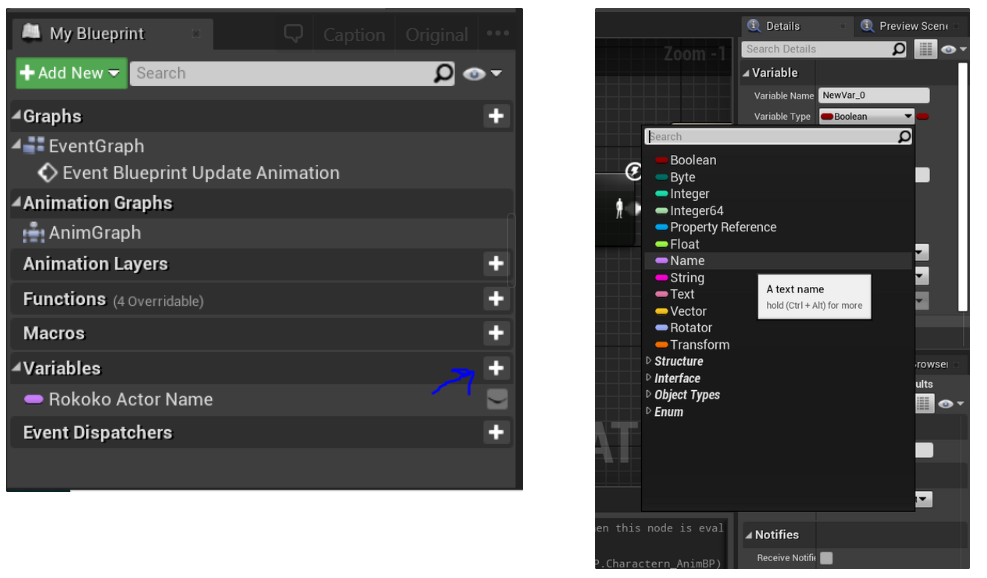 My Blueprint
Caption
Original
Add New
Search
Graphs
EventGraph
Event Blueprint Update Animation
Animation Graphs
AnimGraph
Animation Layers
Functions (4 Overridable)
Macros
Variables
Rokoko Actor Name
Event Dispatchers
Details
Preview Scene
Zoom -1
Search Details
Variable
Variable Name NewVar_0
Variable Type Boolean
Search
Boolean
Byte
Integer
Integer64
Property Reference
Float
Name
String
A text name
Text
hold (Ctrl + Alt) for more
Vector
Rotator
Transform
Structure
Interface
Object Types
Enum
AT
en this node is eval
Notifies
Receive Notifi
P.Charactern_AnimBP)